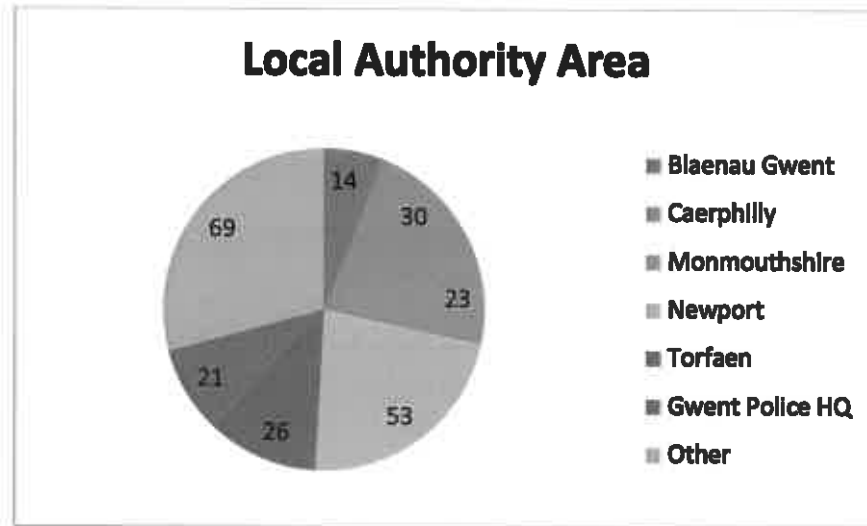 Local Authority Area
14
30
23
53
26
21
69
Blaenau Gwent
Caerphilly
Monmouthshire
Newport
Torfaen
Gwent Police HQ
Other